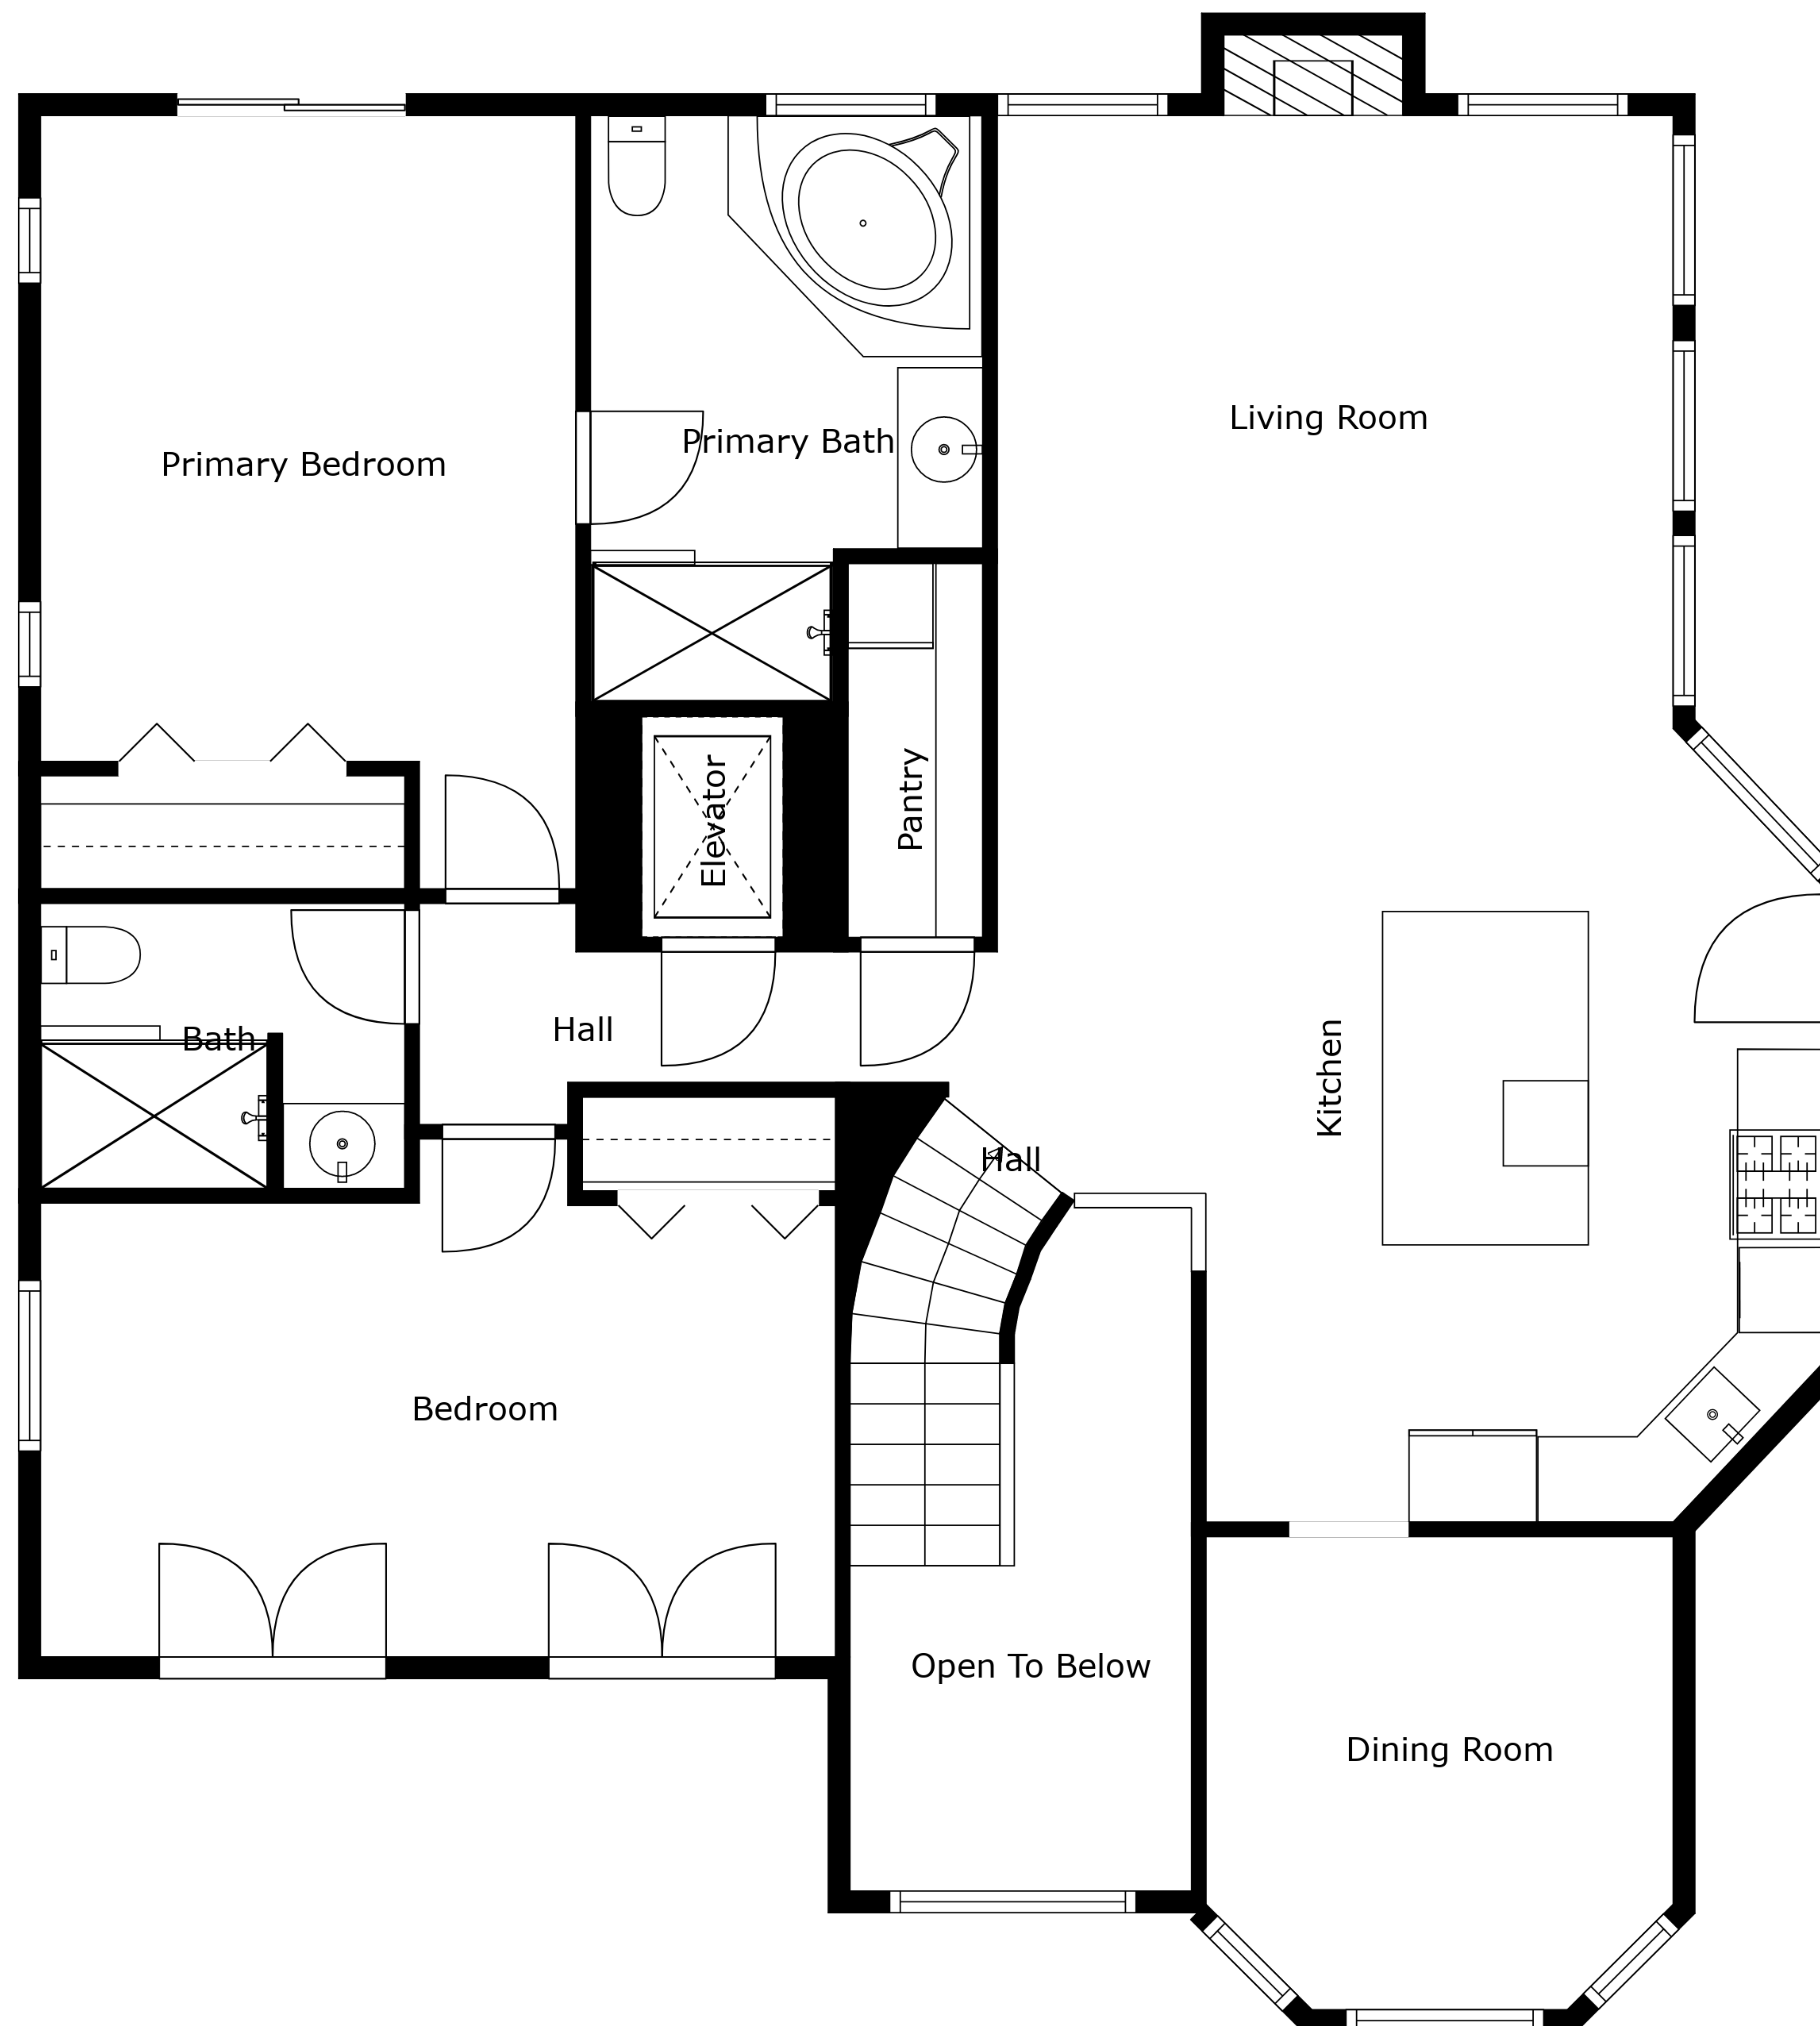 Living Room
Primary Bath
Primary Bedroom
Elevator
Pantry
Hall
Bath
Kitchen
Hall
Bedroom
Open To Below
Dining Room